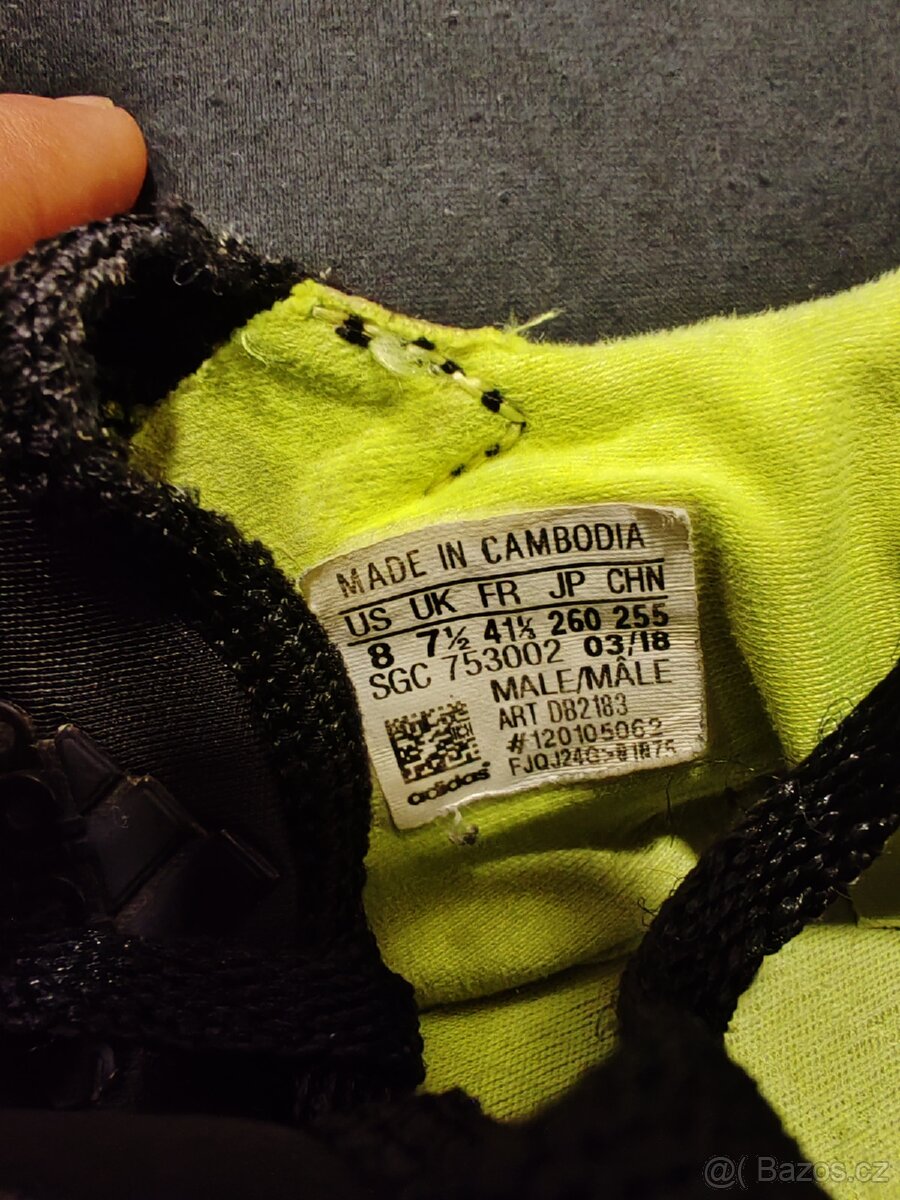 MADE IN CAMBODIA
US UK FR JP CHN
8 7½ 41⅓ 260 255
SGC 753002 03/18
MALE/MÂLE
ART DB2183
#120105062
adidas
@( Bazos.cz